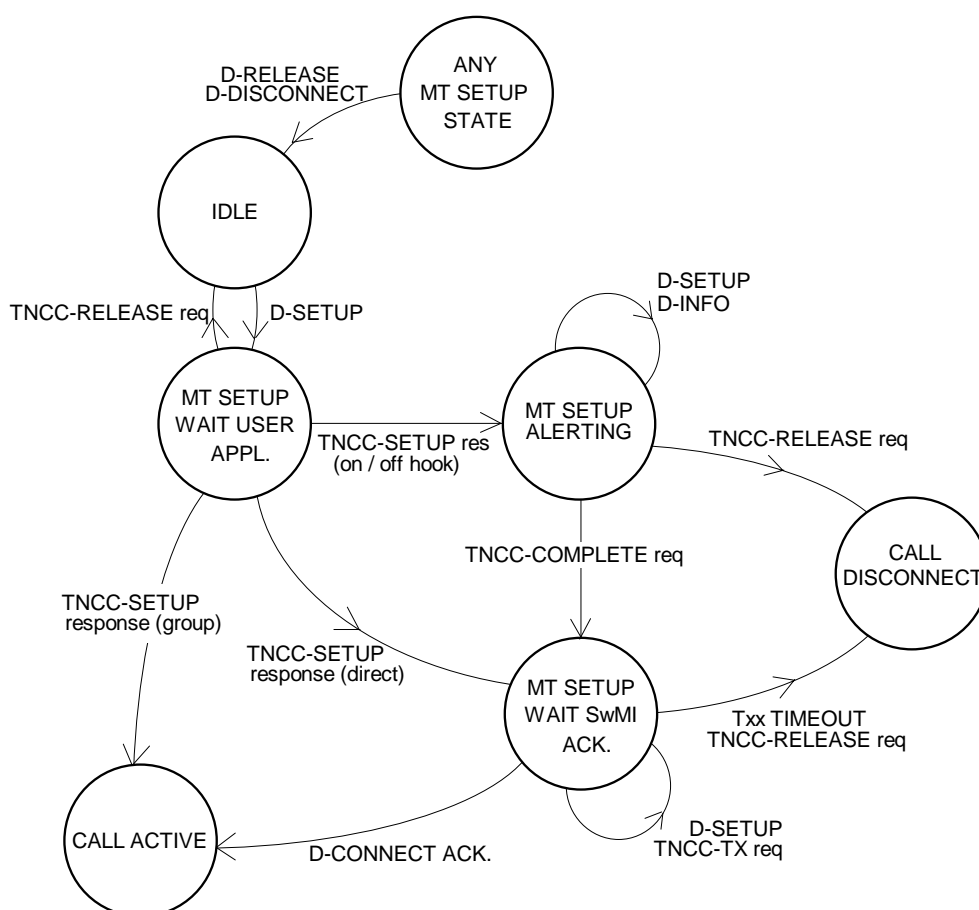 ANY
MT SETUP
STATE
D-RELEASE
D-DISCONNECT
IDLE
TNCC-RELEASE req
D-SETUP
D-SETUP
D-INFO
MT SETUP
WAIT USER
APPL.
TNCC-SETUP res
(on / off hook)
MT SETUP
ALERTING
TNCC-RELEASE req
TNCC-COMPLETE req
CALL
DISCONNECT
TNCC-SETUP
response (group)
TNCC-SETUP
response (direct)
MT SETUP
WAIT SwMI
ACK.
Txx TIMEOUT
TNCC-RELEASE req
CALL ACTIVE
D-CONNECT ACK.
D-SETUP
TNCC-TX req